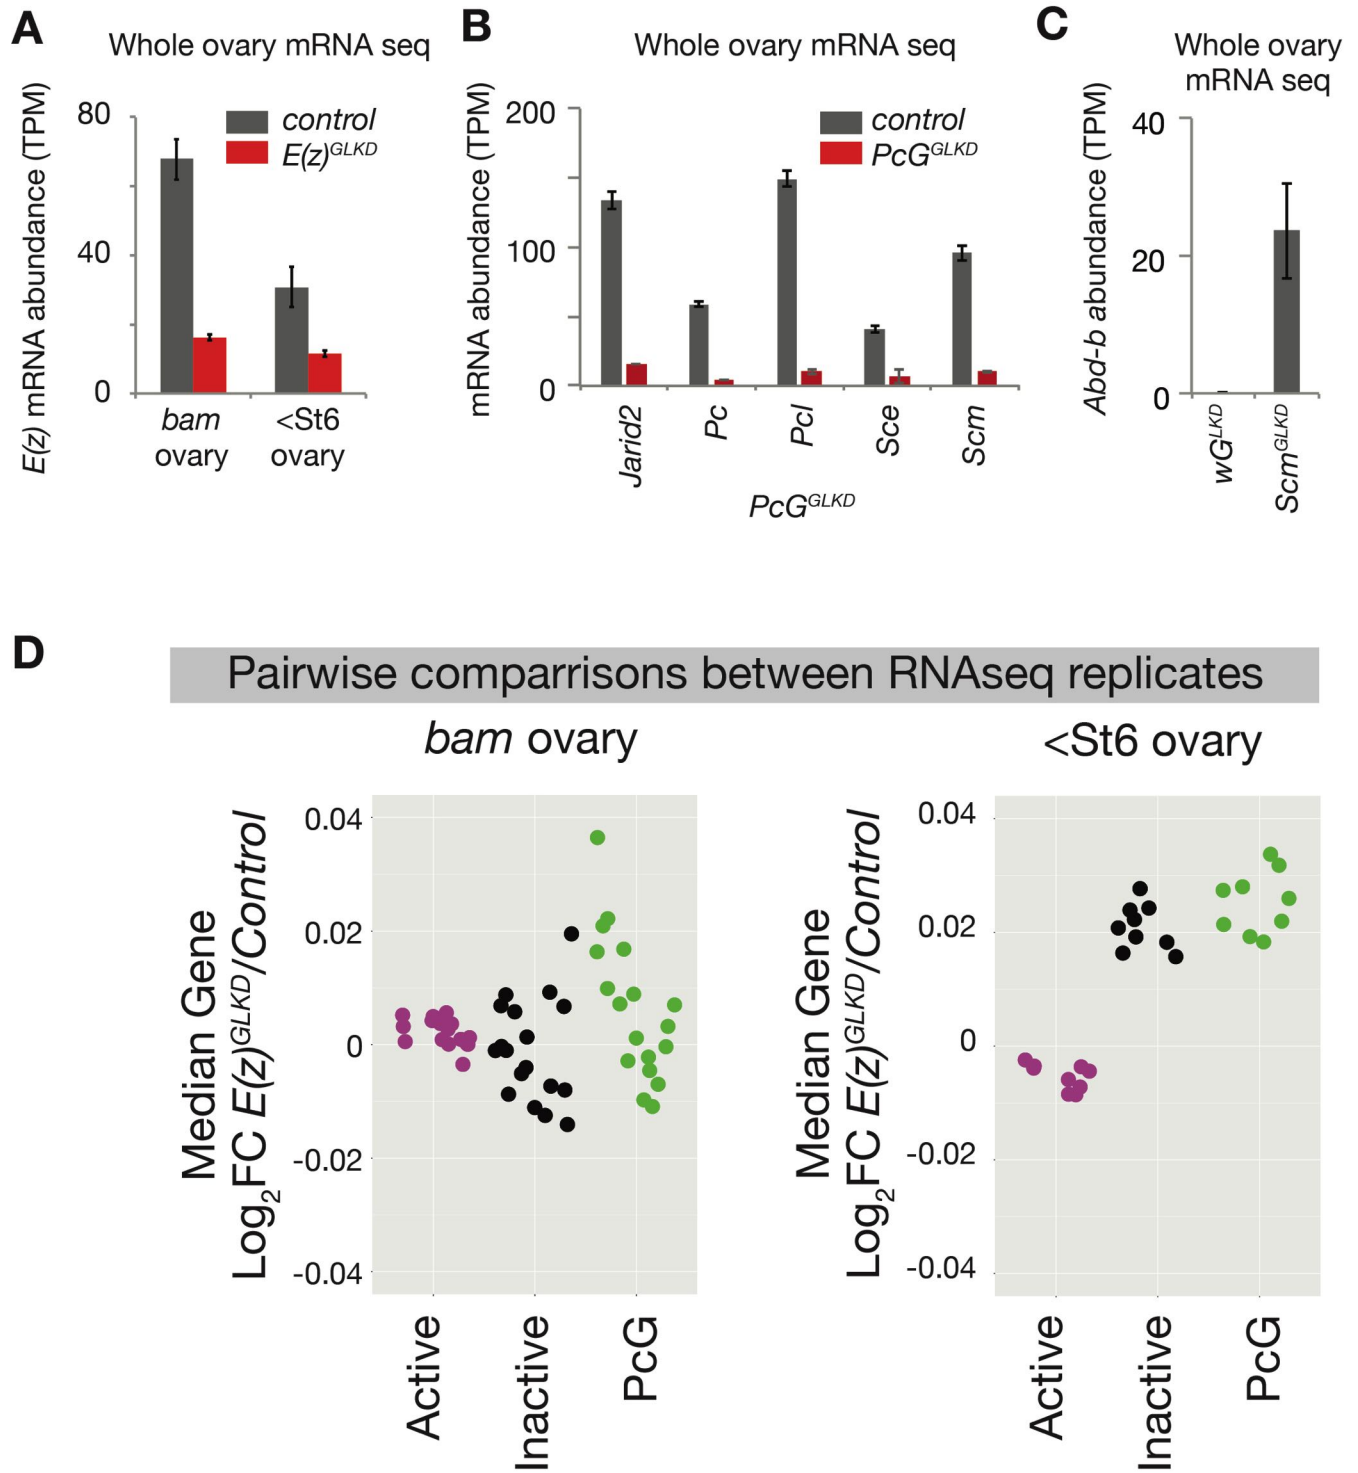 A
Whole ovary mRNA seq
E(z) mRNA abundance (TPM)
80
40
0
control
E(z)GLKD
bam
ovary
<St6
ovary
B
Whole ovary mRNA seq
mRNA abundance (TPM)
200
100
0
control
PcGGLKD
Jarid2
Pc
Pcl
Sce
Scm
PcGGLKD
C
Whole ovary
mRNA seq
Abd-b abundance (TPM)
40
20
0
wGLKD
ScmGLKD
D
Pairwise comparrisons between RNAseq replicates
bam ovary
Median Gene
Log2FC E(z)GLKD/Control
0.04
0.02
0
-0.02
-0.04
Active
Inactive
PcG
<St6 ovary
Median Gene
Log2FC E(z)GLKD/Control
0.04
0.02
0
-0.02
-0.04
Active
Inactive
PcG